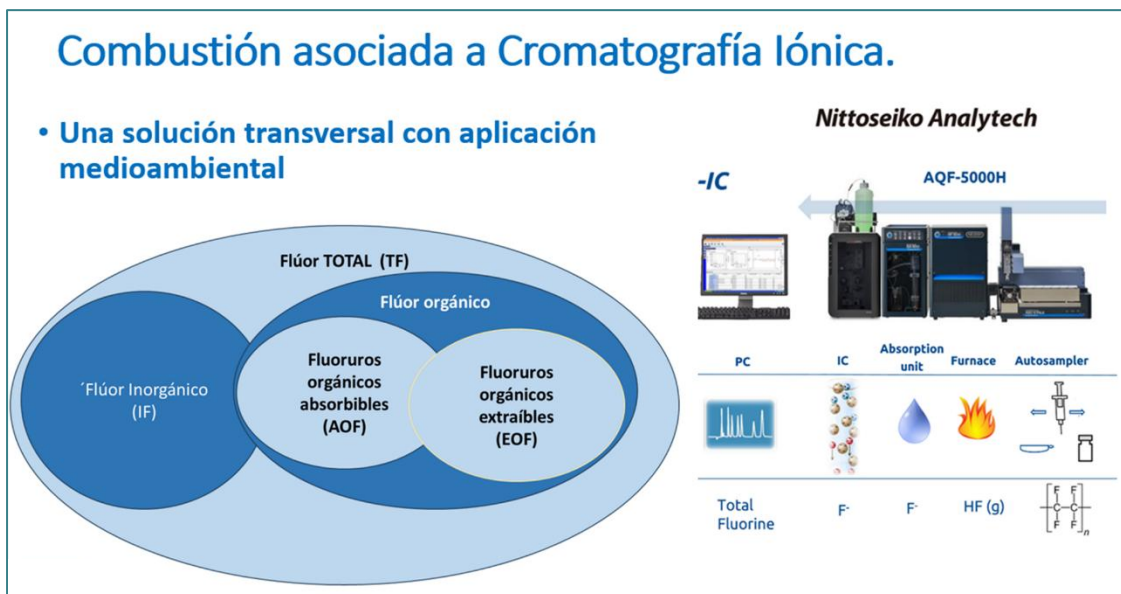 Combustión asociada a Cromatografía Iónica.
• Una solución transversal con aplicación
medioambiental
Flúor TOTAL (TF)
Flúor orgánico
´Flúor Inorgánico
(IF)
Fluoruros
orgánicos
absorbibles
(AOF)
Fluoruros
orgánicos
extraíbles
(EOF)
Nittoseiko Analytech
-IC
AQF-5000H
PC
IC
Absorption
unit
Furnace
Autosampler
Total
Fluorine
F-
F-
HF (g)
F F
C-C
F F
n